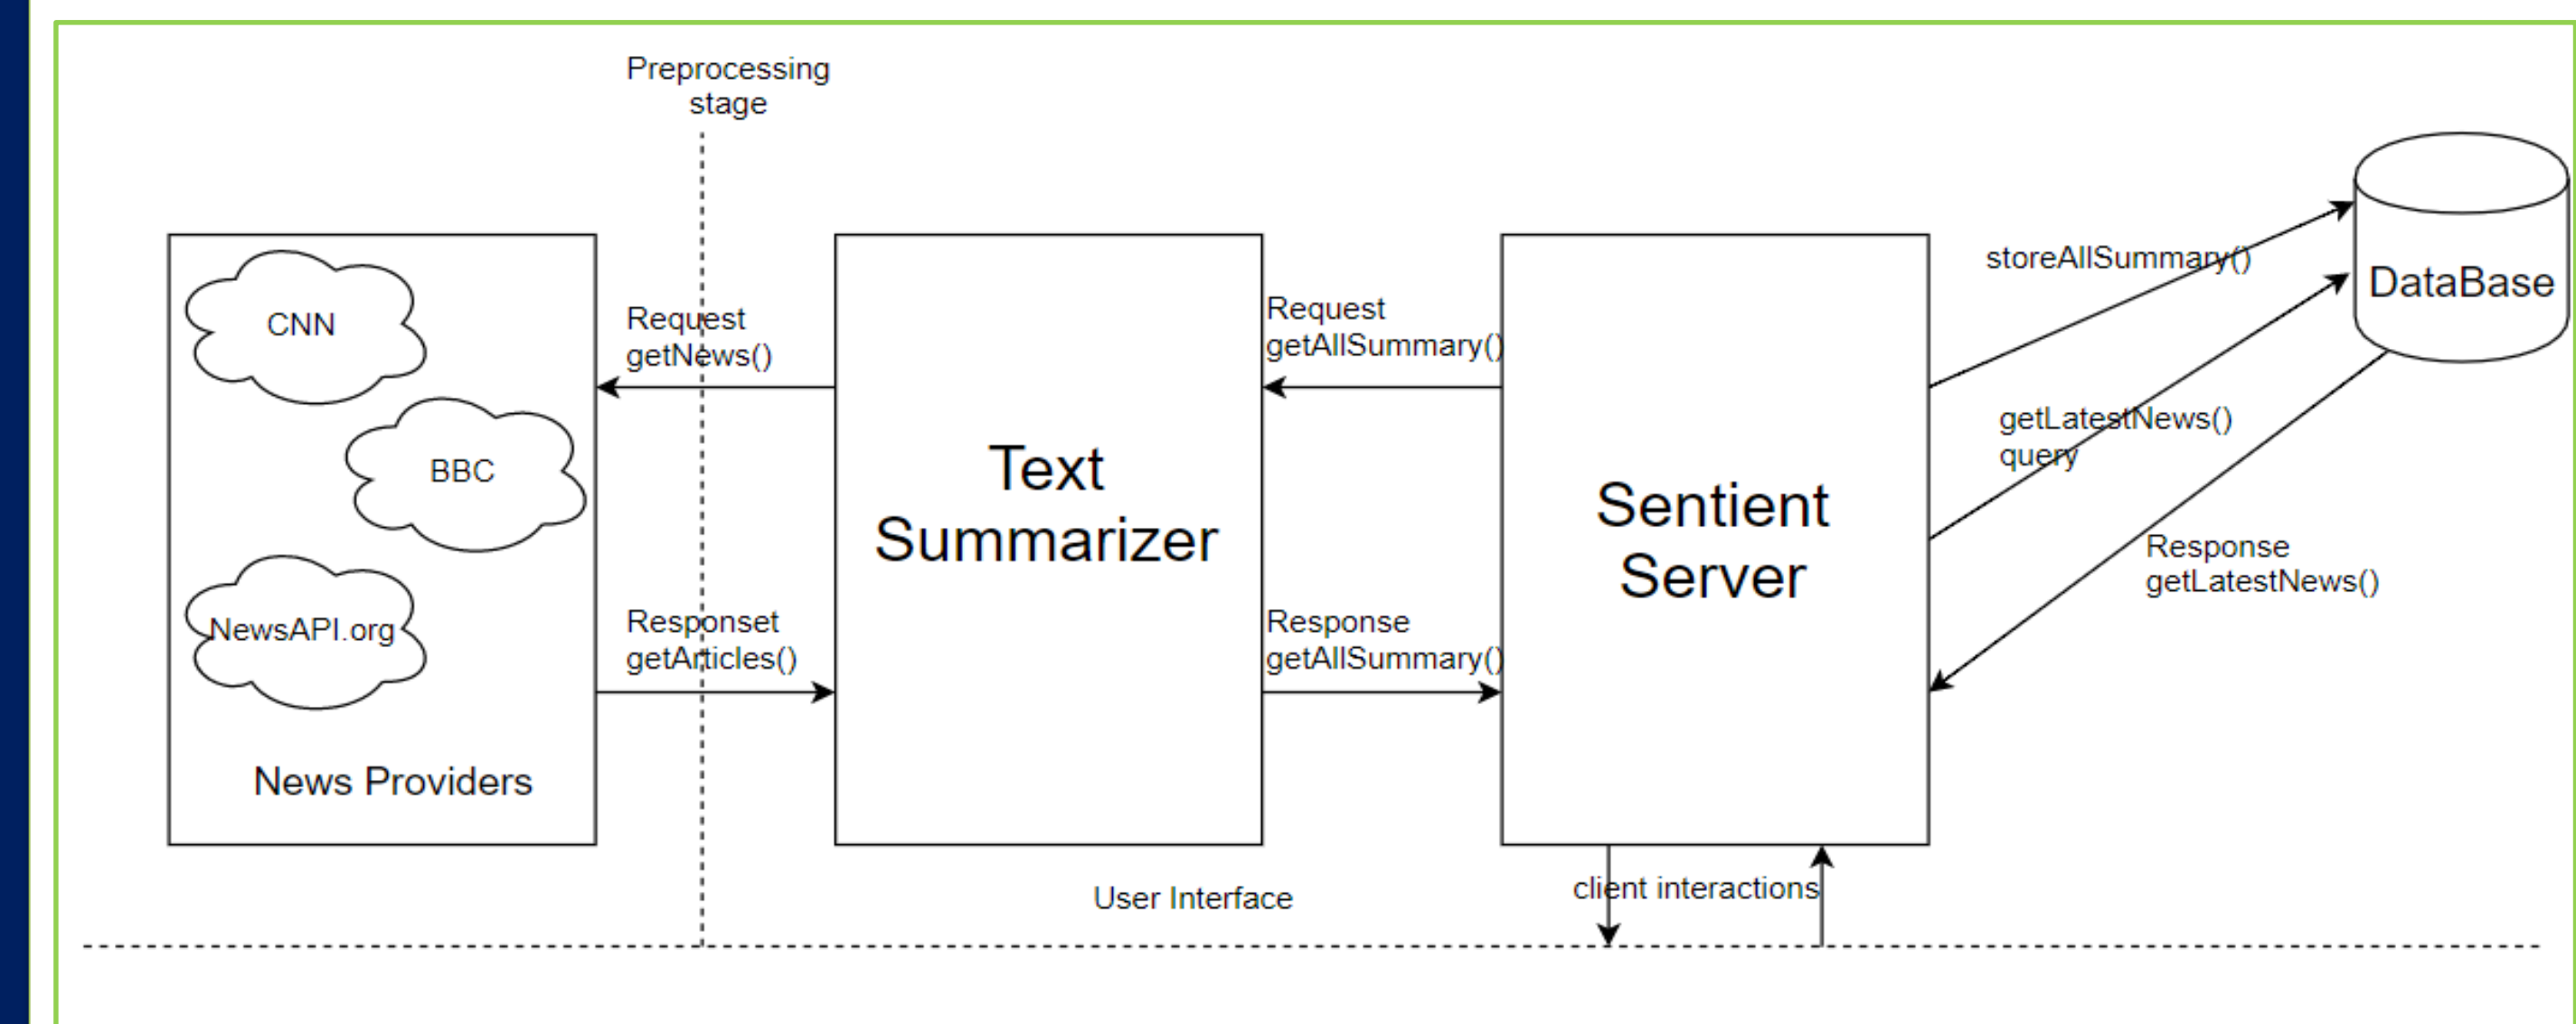 Preprocessing
stage
CNN
BBC
NewsAPI.org
News Providers
Request
getNews()
Responset
getArticles()
Text
Summarizer
Request
getAllSummary()
Response
getAllSummary()
Sentient
Server
storeAllSummary()
getLatestNews()
query
Response
getLatestNews()
DataBase
User Interface
client interactions